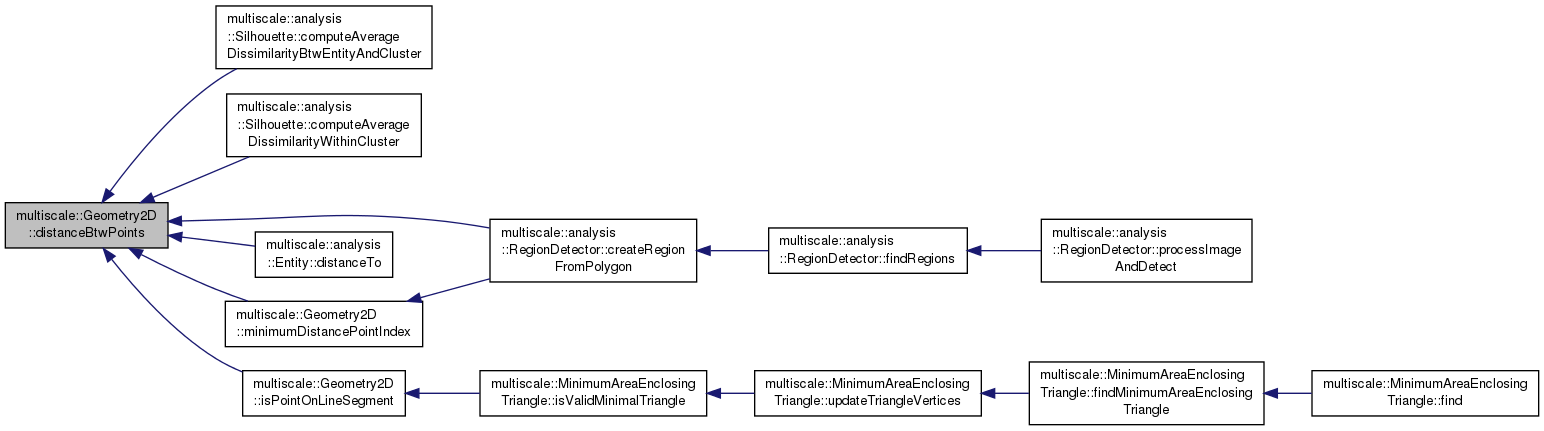 multiscale::analysis
::Silhouette::computeAverage
DissimilarityBtwEntityAndCluster
multiscale::analysis
::Silhouette::computeAverage
DissimilarityWithinCluster
multiscale::Geometry2D
::distanceBtwPoints
multiscale::analysis
::Entity::distanceTo
multiscale::Geometry2D
::minimumDistancePointIndex
multiscale::Geometry2D
::isPointOnLineSegment
multiscale::analysis
::RegionDetector::createRegion
FromPolygon
multiscale::analysis
::RegionDetector::findRegions
multiscale::analysis
::RegionDetector::processImage
AndDetect
multiscale::MinimumAreaEnclosing
Triangle::isValidMinimalTriangle
multiscale::MinimumAreaEnclosing
Triangle::updateTriangleVertices
multiscale::MinimumAreaEnclosing
Triangle::findMinimumAreaEnclosing
Triangle
multiscale::MinimumAreaEnclosing
Triangle::find